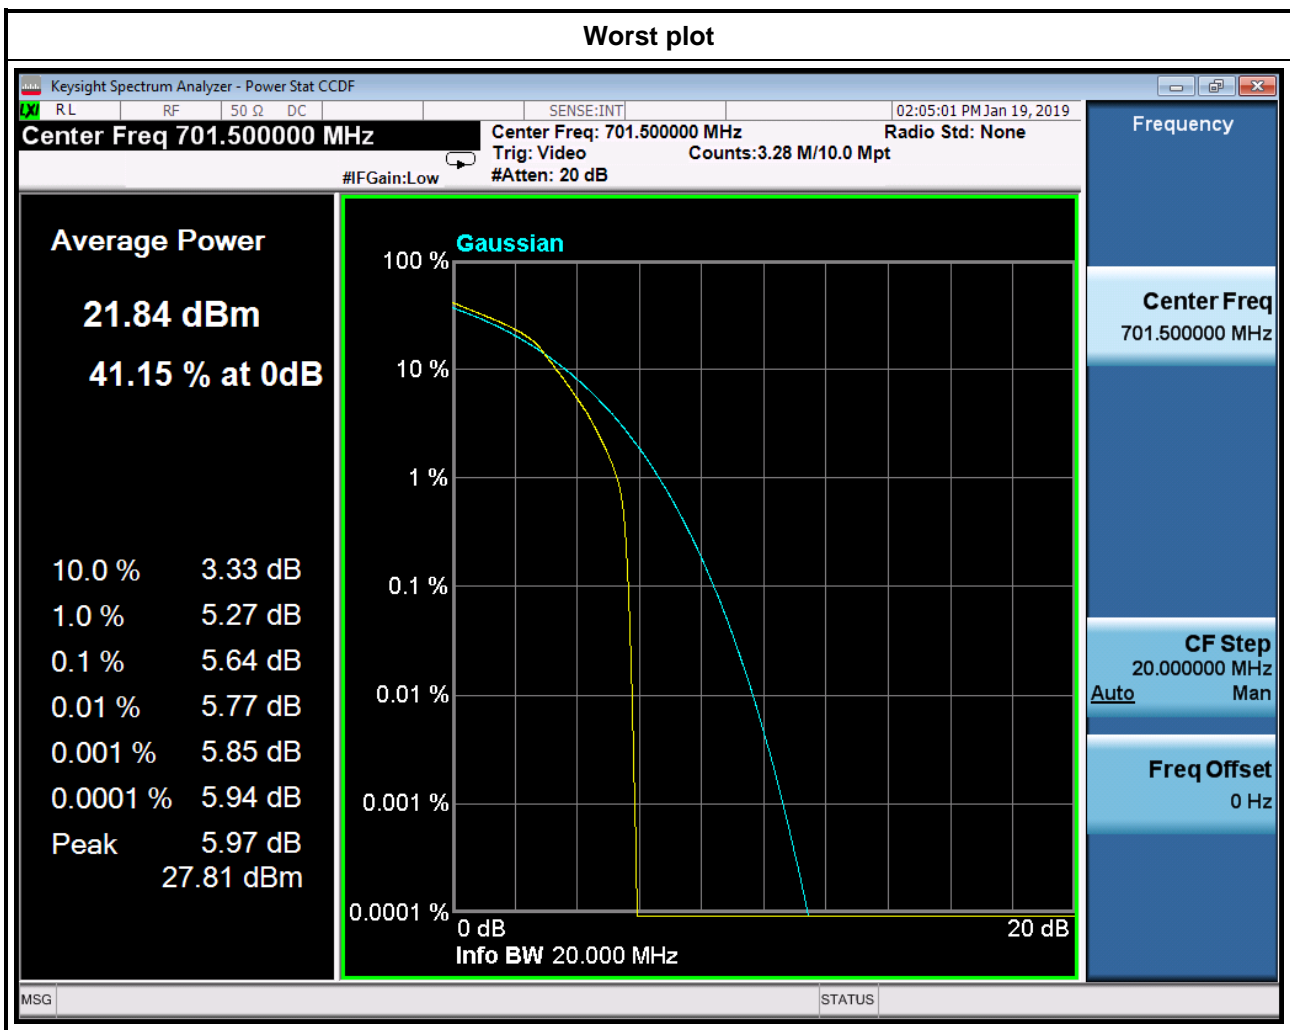 Worst plot
Keysight Spectrum Analyzer - Power Stat CCDF
LXI RL RF 50 Ω DC SENSE:INT 02:05:01 PM Jan 19, 2019
Center Freq 701.500000 MHz Center Freq: 701.500000 MHz Radio Std: None
Trig: Video Counts:3.28 M/10.0 Mpt
#IFGain:Low #Atten: 20 dB
Average Power
21.84 dBm
41.15 % at 0dB
10.0 % 3.33 dB
1.0 % 5.27 dB
0.1 % 5.64 dB
0.01 % 5.77 dB
0.001 % 5.85 dB
0.0001 % 5.94 dB
Peak 5.97 dB
27.81 dBm
Gaussian
100 %
10 %
1 %
0.1 %
0.01 %
0.001 %
0.0001 %
0 dB 20 dB
Info BW 20.000 MHz
Frequency
Center Freq
701.500000 MHz
CF Step
20.000000 MHz
Auto Man
Freq Offset
0 Hz
MSG STATUS